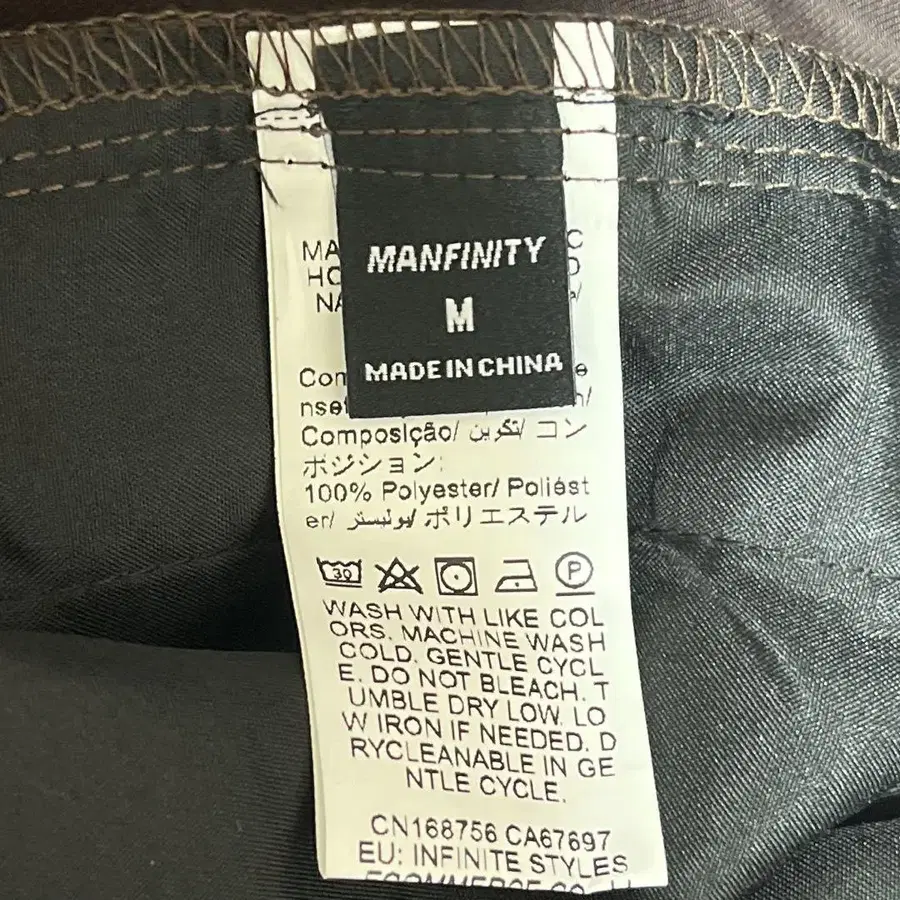 MANFINITY
M
MADE IN CHINA
Composição/ تكوين/ コン
ポジション:
100% Polyester/ Poliést
er/ بوليستر/ ポリエステル
30 P
WASH WITH LIKE COL
ORS. MACHINE WASH
COLD. GENTLE CYCL
E. DO NOT BLEACH. T
UMBLE DRY LOW. LO
W IRON IF NEEDED. D
RYCLEANABLE IN GE
NTLE CYCLE.
CN168756 CA67697
EU: INFINITE STYLES